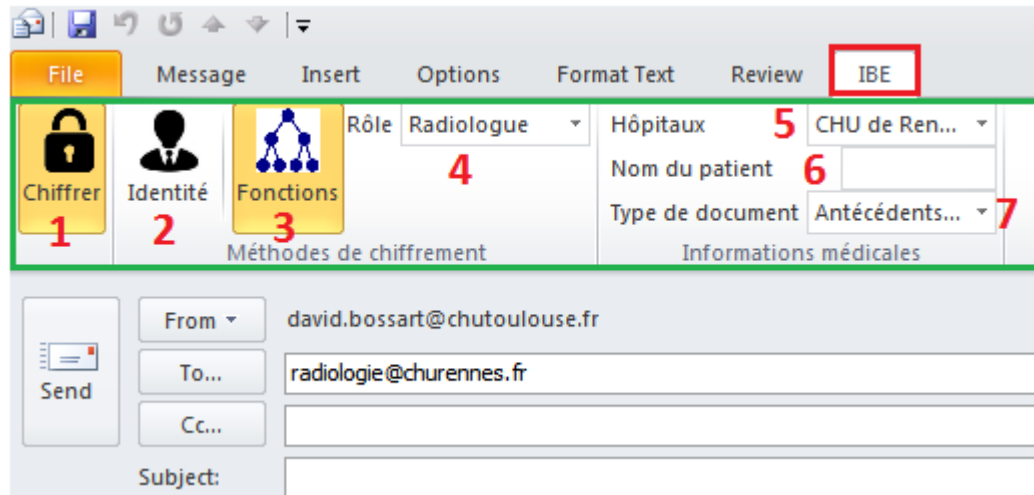 File Message Insert Options Format Text Review IBE
Rôle Radiologue Hôpitaux 5 CHU de Ren...
4 Nom du patient 6
Chiffrer Identité Fonctions Type de document Antécédents... 7
1 2 3
Méthodes de chiffrement Informations médicales
From david.bossart@chutoulouse.fr
To... radiologie@churennes.fr
Send
Cc...
Subject: